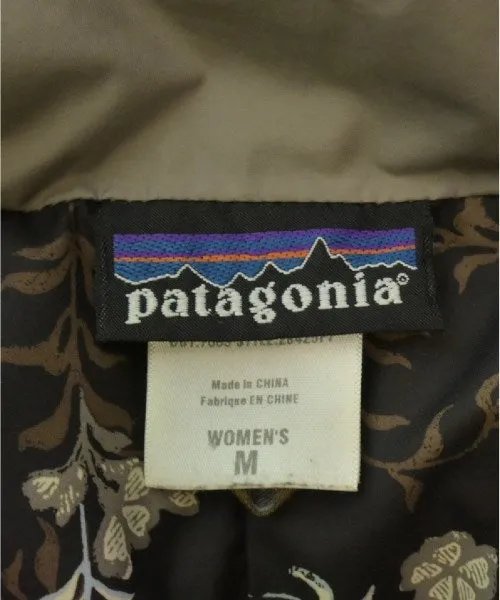 patagonia®
Made in CHINA
Fabriqué EN CHINE
WOMEN'S
M